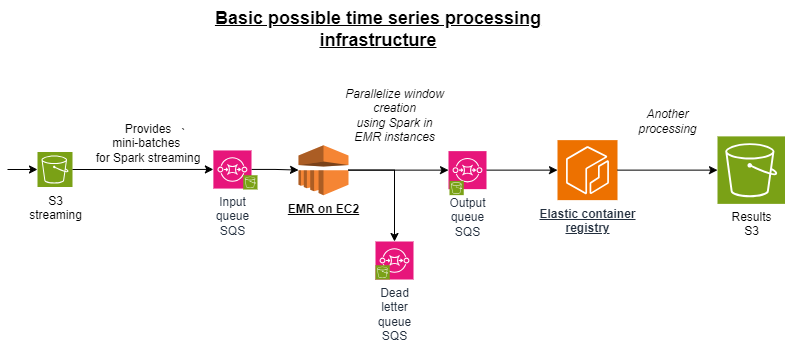 Basic possible time series processing
infrastructure
Parallelize window
creation
using Spark in
EMR instances
Another
processing
Provides
mini-batches
for Spark streaming
S3
streaming
Input
queue
SQS
EMR on EC2
Output
queue
SQS
Elastic container
registry
Results
S3
Dead
letter
queue
SQS